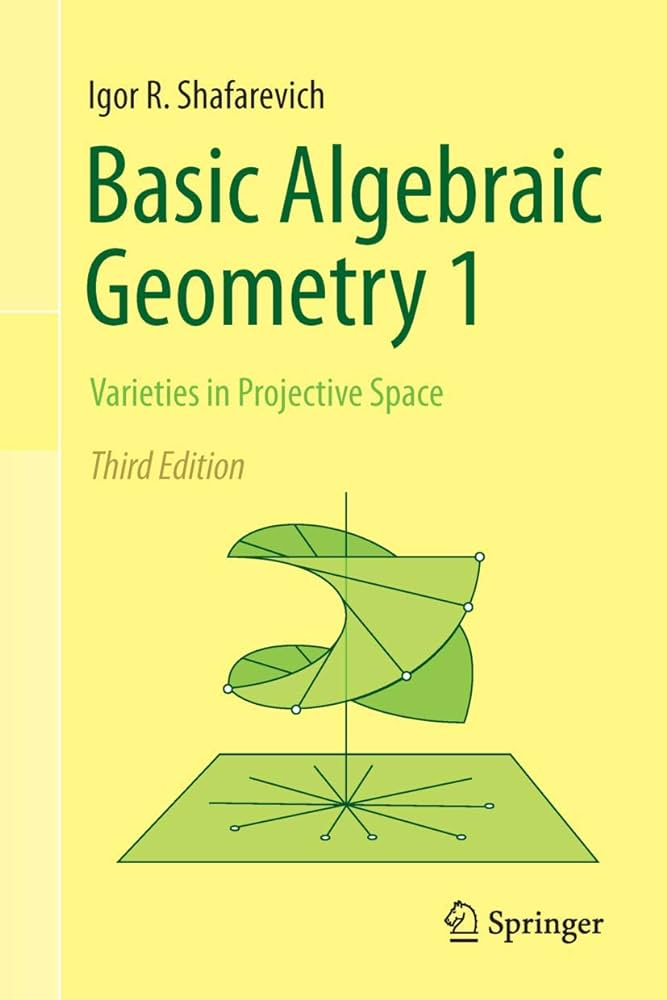 Igor R. Shafarevich
Basic Algebraic
Geometry 1
Varieties in Projective Space
Third Edition
Springer